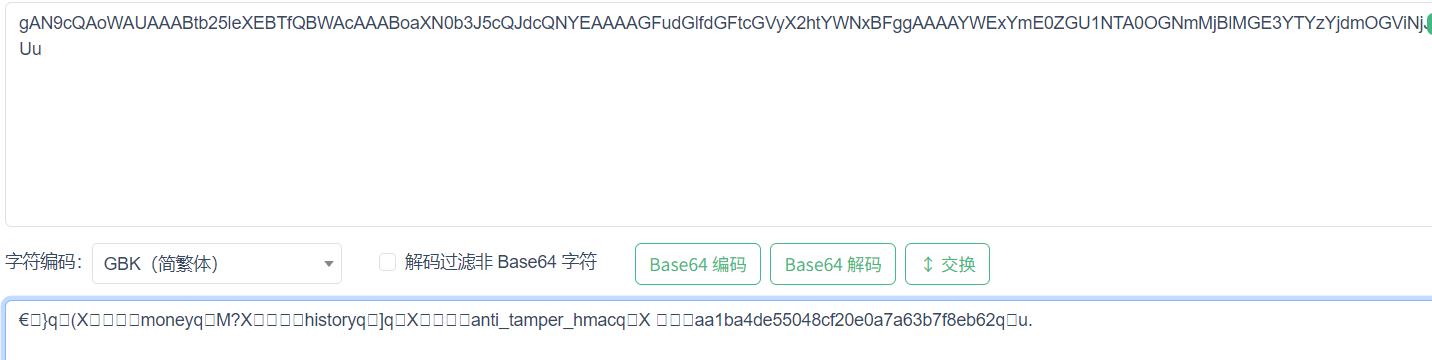 gAN9cQAoWAUAAABtb25leXEBTfQBWAcAAABoaXN0b3J5cQJdcQNYEAAAAGFudGlfdGFtcGVyX2htYWNxBFggAAAAYWExYmE0ZGU1NTA0OGNmMjBlMGE3YTYzYjdmOGViNjJ
Uu
字符编码： GBK（简繁体） 解码过滤非 Base64 字符 Base64 编码 Base64 解码 ↕ 交换
€□}q□(X□□□□moneyq□M?X□□□□historyq□]q□X□□□□anti_tamper_hmacq□X □□□aa1ba4de55048cf20e0a7a63b7f8eb62q□u.